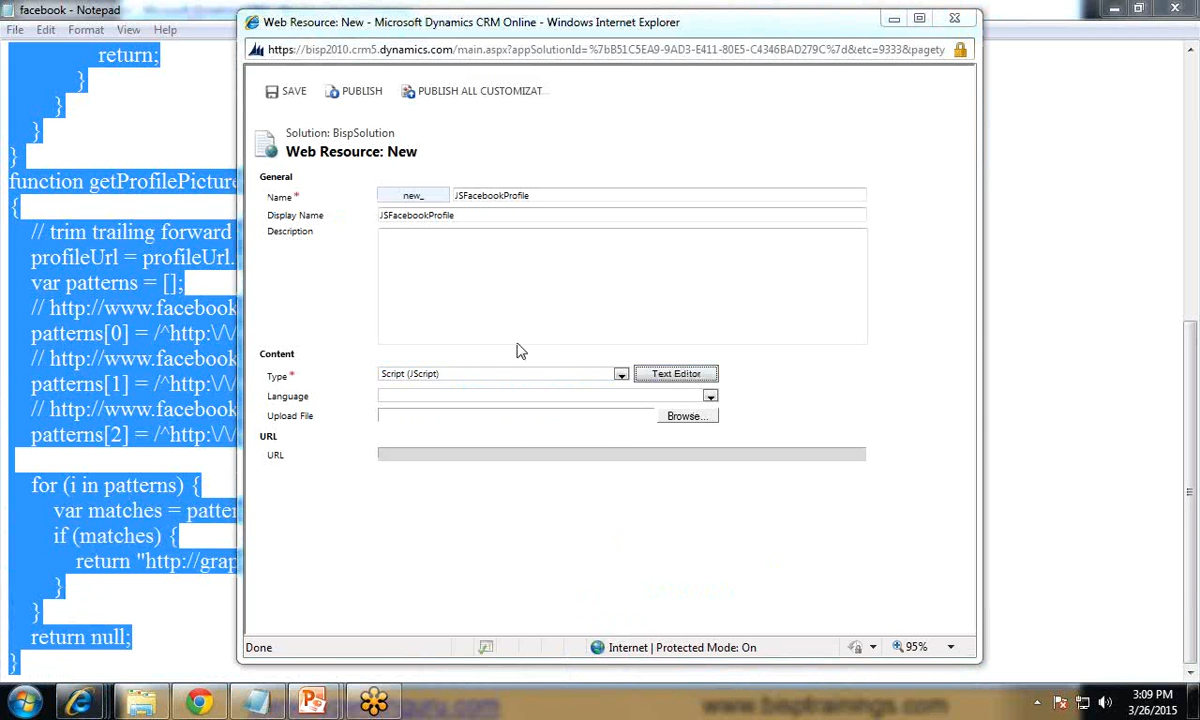 facebook - Notepad
File Edit Format View Help
return;
}
}
}
}
function getProfilePicture
{
// trim trailing forward
profileUrl = profileUrl.
var patterns = [];
// http://www.facebook
patterns[0] = /^http:\/\/
// http://www.facebook
patterns[1] = /^http:\/\/
// http://www.facebook
patterns[2] = /^http:\/\/
for (i in patterns) {
var matches = patter
if (matches) {
return "http://grap
}
}
return null;
}
Web Resource: New - Microsoft Dynamics CRM Online - Windows Internet Explorer
https://bisp2010.crm5.dynamics.com/main.aspx?appSolutionId=%7bB51C5EA9-9AD3-E411-80E5-C4346BAD279C%7d&etc=9333&pagety
SAVE PUBLISH PUBLISH ALL CUSTOMIZAT...
Solution: BispSolution
Web Resource: New
General
Name * new_ JSFacebookProfile
Display Name JSFacebookProfile
Description
Content
Type * Script (JScript) Text Editor
Language
Upload File Browse...
URL
URL
Done Internet | Protected Mode: On 95%
www.bisptrainings.com
3:09 PM
3/26/2015